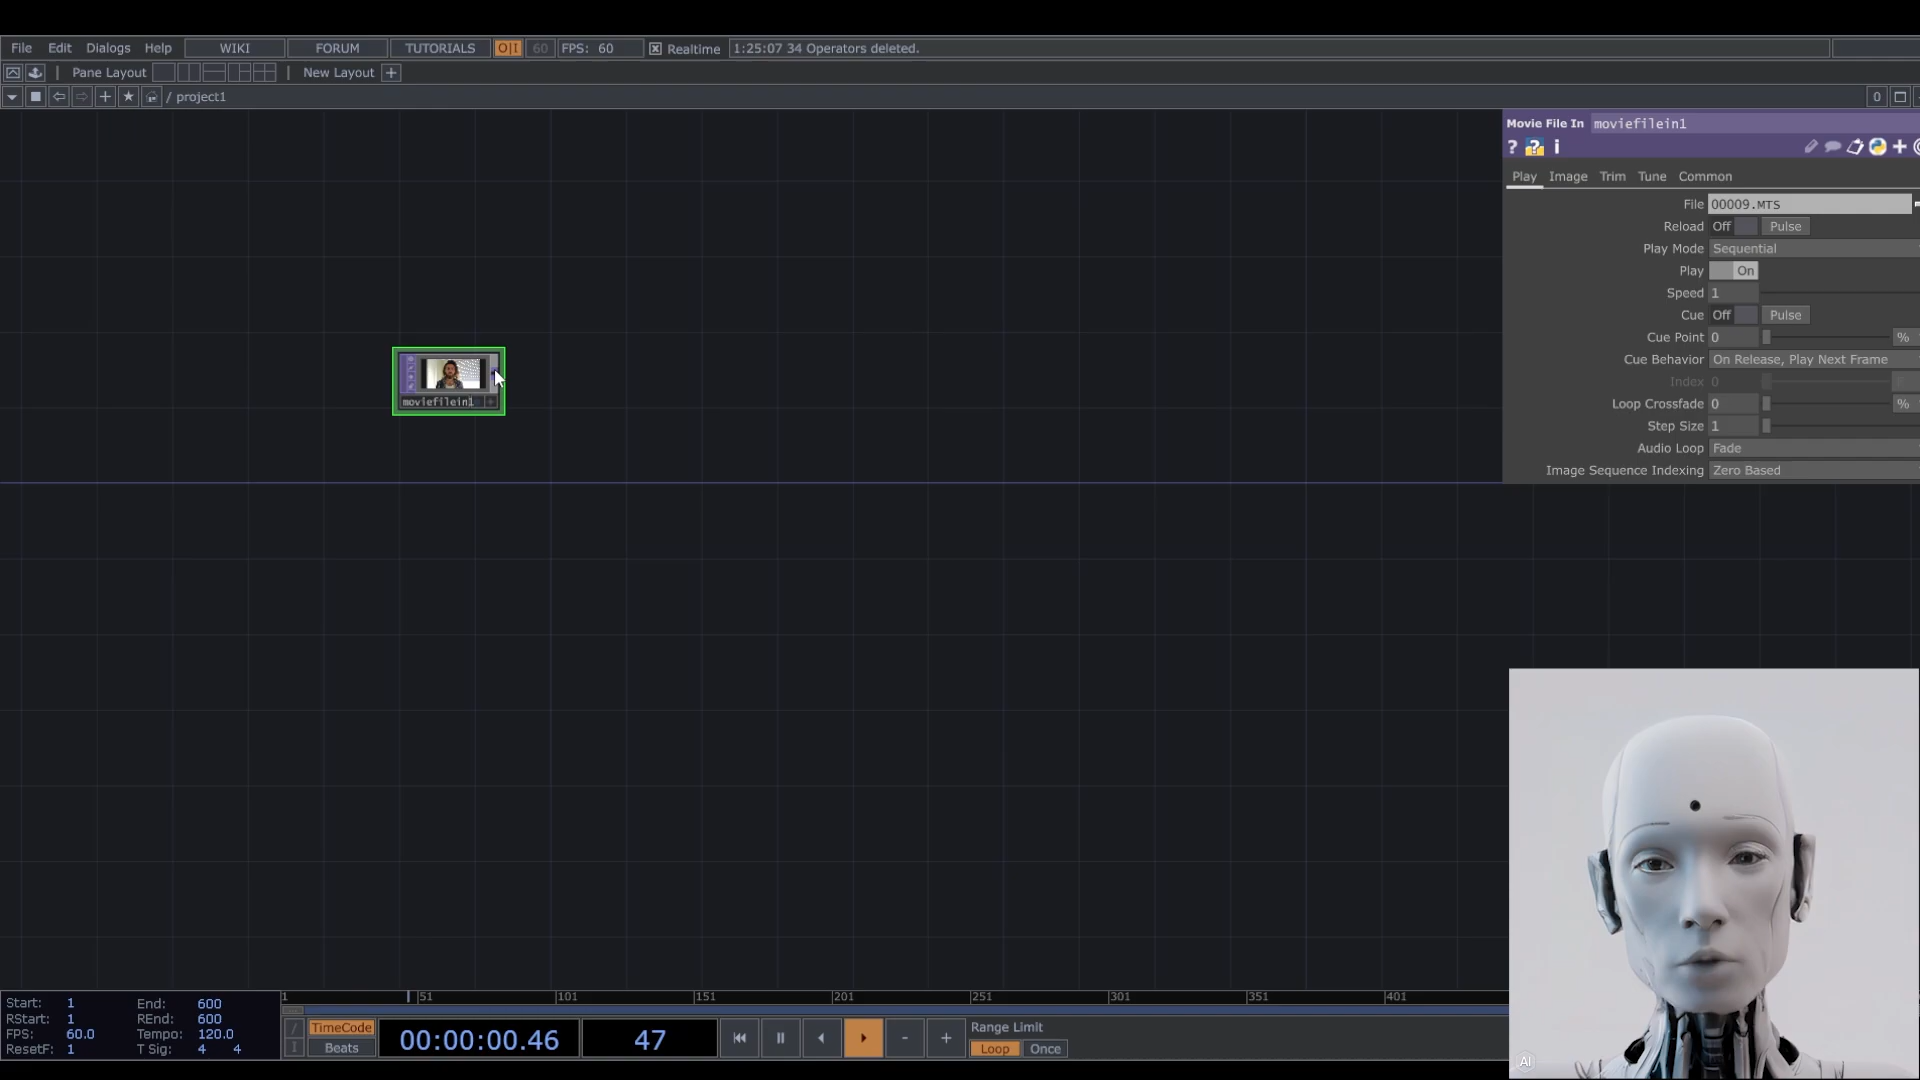 File Edit Dialogs Help WIKI FORUM TUTORIALS O|I 60 FPS: 60 Realtime 1:25:07 34 Operators deleted.
Pane Layout New Layout +
/ project1 0
Movie File In moviefilein1
? ? i
Play Image Trim Tune Common
File 00009.MTS
Reload Off Pulse
Play Mode Sequential
Play On
Speed 1
Cue Off Pulse
Cue Point 0 %
Cue Behavior On Release, Play Next Frame
Index 0
Loop Crossfade 0 %
Step Size 1
Audio Loop Fade
Image Sequence Indexing Zero Based
moviefilein1
1 51 101 151 201 251 301 351 401
Start: 1 End: 600
RStart: 1 REnd: 600
FPS: 60.0 Tempo: 120.0
ResetF: 1 T Sig: 4 4
TimeCode
Beats
00:00:00.46 47
- +
Range Limit
Loop Once
AI